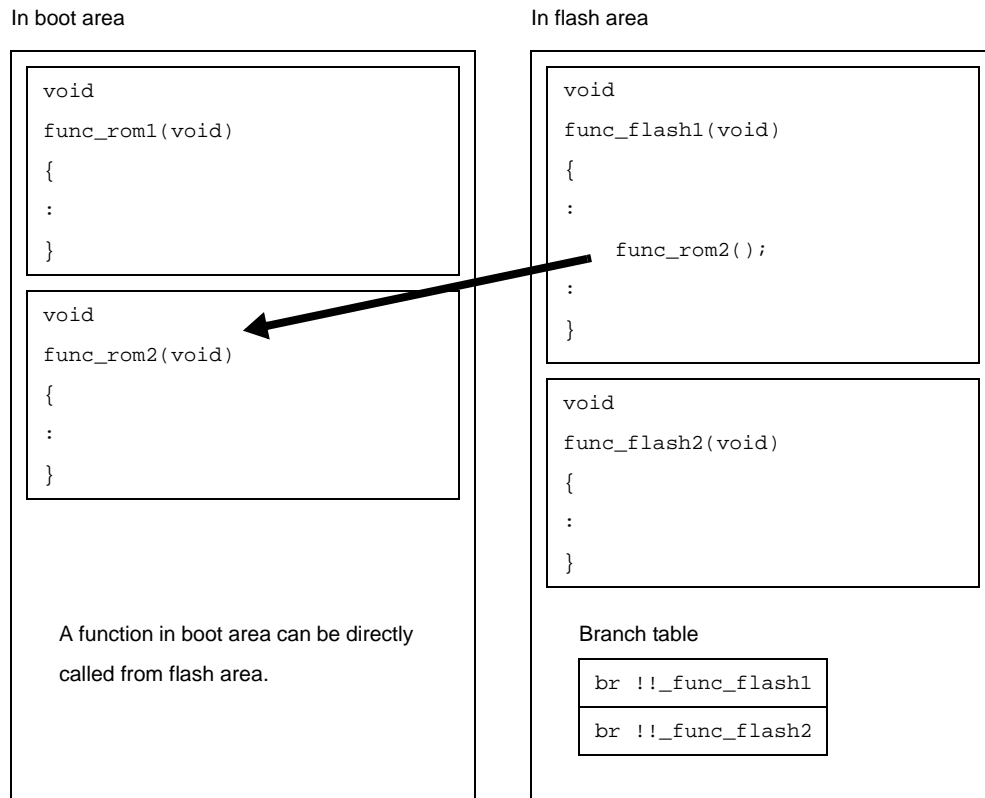 In boot area
void
func_rom1(void)
{
:
}
void
func_rom2(void)
{
:
}
A function in boot area can be directly
called from flash area.
In flash area
void
func_flash1(void)
{
:
func_rom2();
:
}
void
func_flash2(void)
{
:
}
Branch table
br !!_func_flash1
br !!_func_flash2